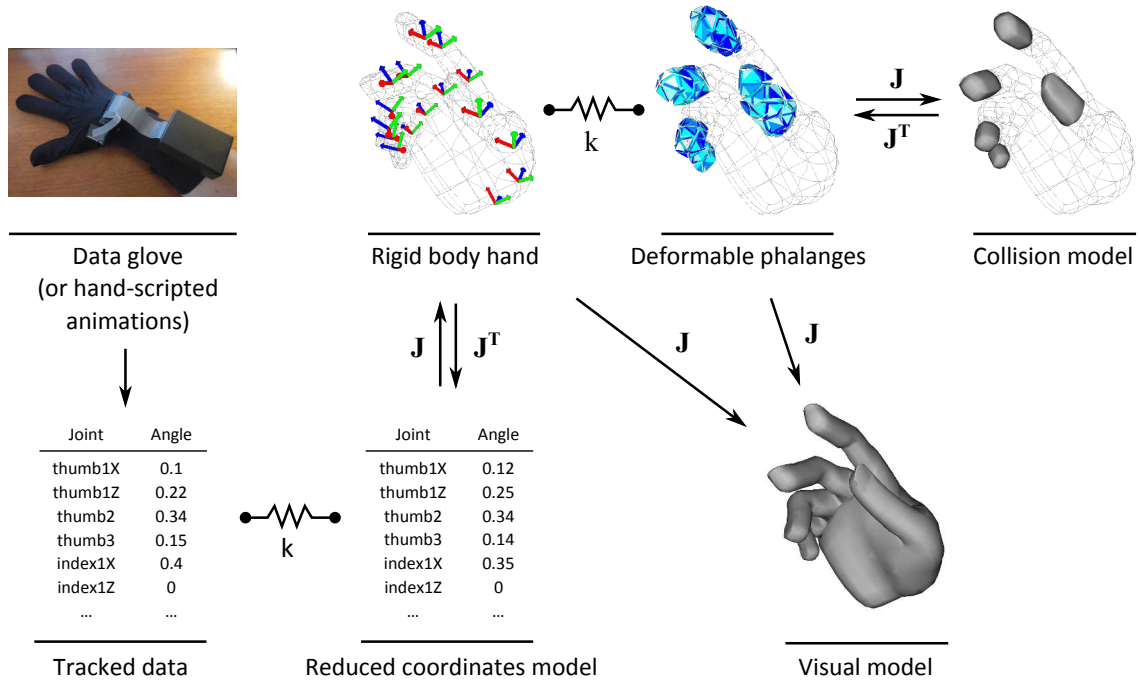 k
J
J^T
Data glove
(or hand-scripted
animations)
Rigid body hand
Deformable phalanges
Collision model
J
J^T
J
J
Joint Angle
thumb1X 0.1
thumb1Z 0.22
thumb2 0.34
thumb3 0.15
index1X 0.4
index1Z 0
... ...
k
Joint Angle
thumb1X 0.12
thumb1Z 0.25
thumb2 0.34
thumb3 0.14
index1X 0.35
index1Z 0
... ...
Tracked data
Reduced coordinates model
Visual model